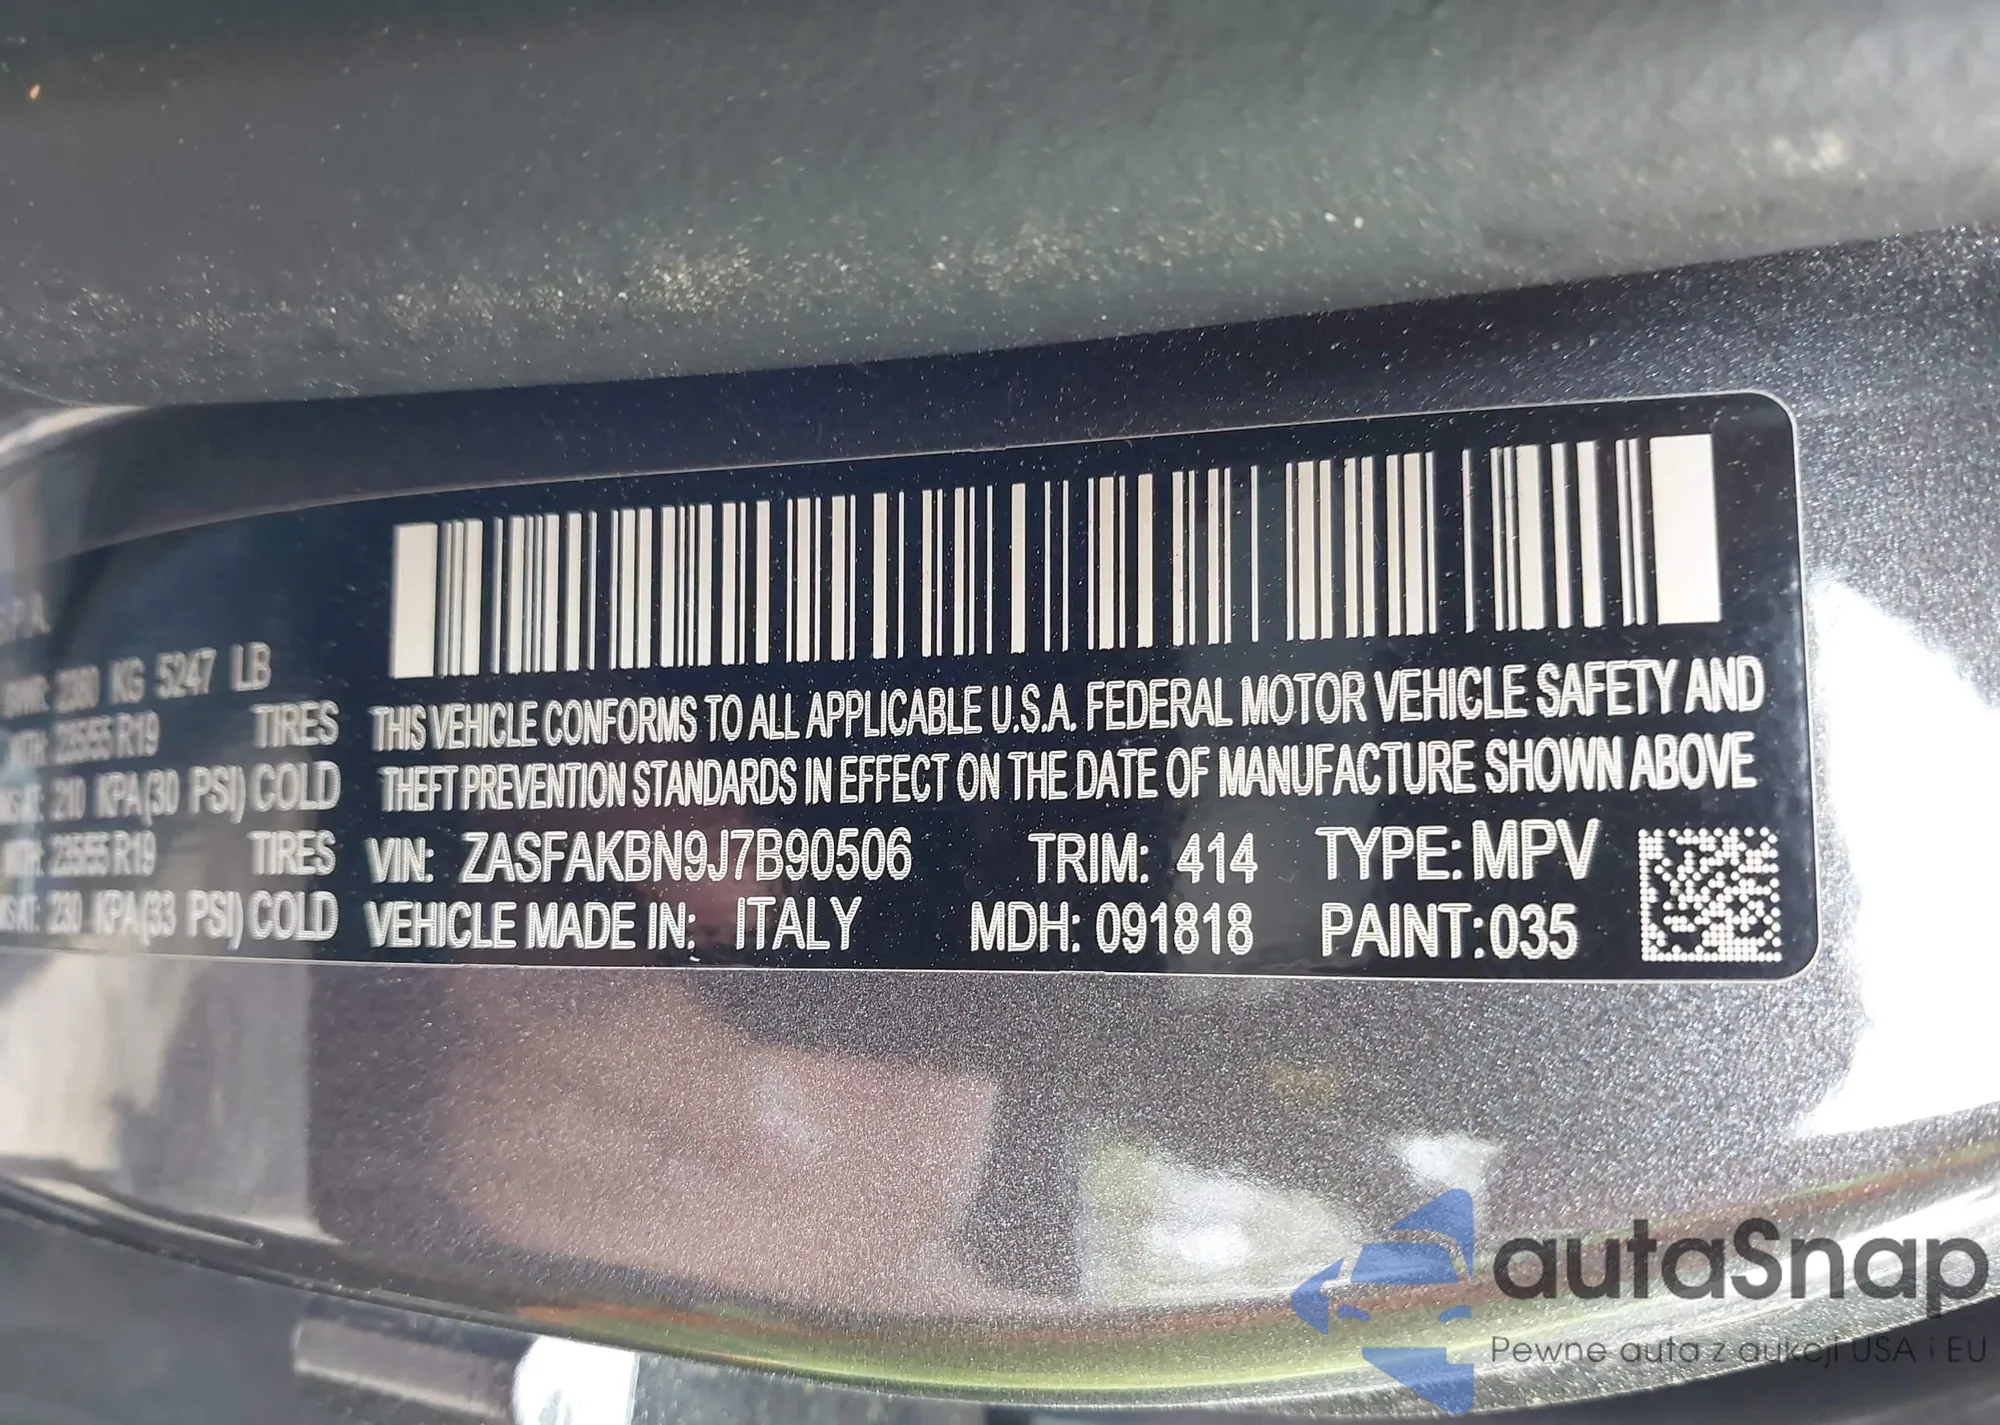 KG 5247 LB
TIRES
210 KPA(30 PSI) COLD
TIRES
230 KPA(33 PSI) COLD
THIS VEHICLE CONFORMS TO ALL APPLICABLE U.S.A. FEDERAL MOTOR VEHICLE SAFETY AND
THEFT PREVENTION STANDARDS IN EFFECT ON THE DATE OF MANUFACTURE SHOWN ABOVE
VIN: ZASFAKBN9J7B90506 TRIM: 414 TYPE: MPV
VEHICLE MADE IN: ITALY MDH: 091818 PAINT: 035
autaSnap
Pewne auta z aukcji USA i EU